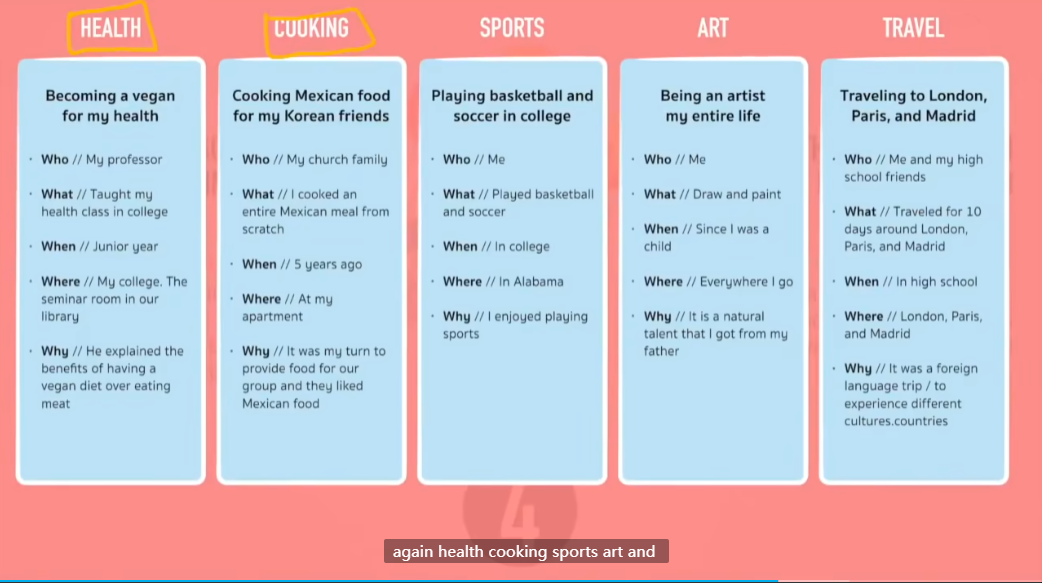 HEALTH
Becoming a vegan
for my health
· Who // My professor
· What // Taught my
health class in college
· When // Junior year
· Where // My college. The
seminar room in our
library
· Why // He explained the
benefits of having a
vegan diet over eating
meat
COOKING
Cooking Mexican food
for my Korean friends
· Who // My church family
· What // I cooked an
entire Mexican meal from
scratch
· When // 5 years ago
· Where // At my
apartment
· Why // It was my turn to
provide food for our
group and they liked
Mexican food
SPORTS
Playing basketball and
soccer in college
· Who // Me
· What // Played basketball
and soccer
· When // In college
· Where // In Alabama
· Why // I enjoyed playing
sports
ART
Being an artist
my entire life
· Who // Me
· What // Draw and paint
· When // Since I was a
child
· Where // Everywhere I go
· Why // It is a natural
talent that I got from my
father
TRAVEL
Traveling to London,
Paris, and Madrid
· Who // Me and my high
school friends
· What // Traveled for 10
days around London,
Paris, and Madrid
· When // In high school
· Where // London, Paris,
and Madrid
· Why // It was a foreign
language trip / to
experience different
cultures.countries
4
again health cooking sports art and